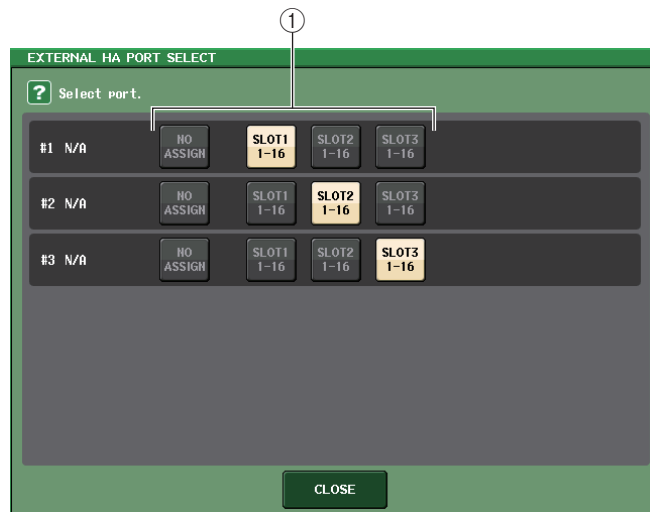 ①
EXTERNAL HA PORT SELECT
? Select port.
#1 N/A NO ASSIGN SLOT1 1-16 SLOT2 1-16 SLOT3 1-16
#2 N/A NO ASSIGN SLOT1 1-16 SLOT2 1-16 SLOT3 1-16
#3 N/A NO ASSIGN SLOT1 1-16 SLOT2 1-16 SLOT3 1-16
CLOSE